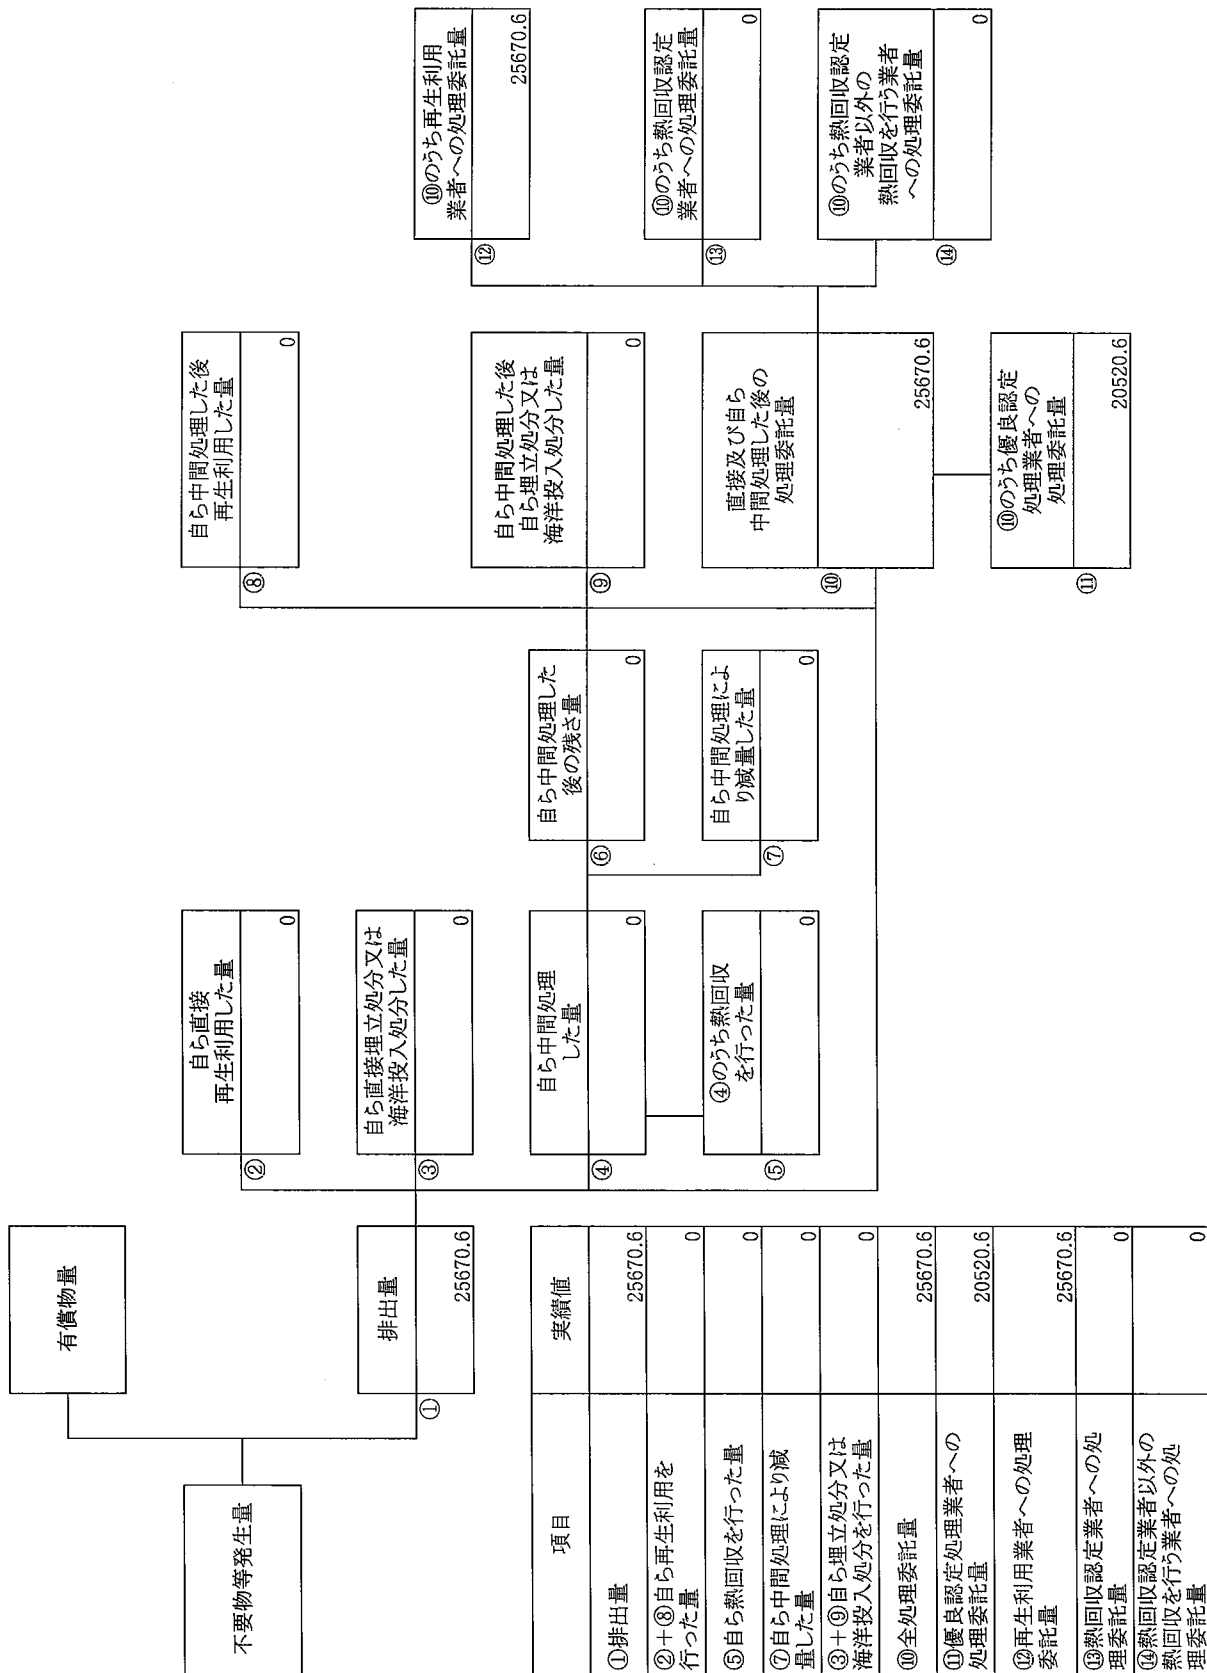 不要物等発生量
有償物量
①
排出量
25670.6
②
自ら直接
再生利用した量
0
③
自ら直接埋立処分又は
海洋投入処分した量
0
④
自ら中間処理
した量
0
⑤
④のうち熱回収
を行った量
0
⑥
自ら中間処理した
後の残さ量
0
⑦
自ら中間処理によ
り減量した量
0
⑧
自ら中間処理した後
再生利用した量
0
⑨
自ら中間処理した後
自ら埋立処分又は
海洋投入処分した量
0
⑩
直接及び自ら
中間処理した後の
処理委託量
25670.6
⑪
⑩のうち優良認定
処理業者への
処理委託量
20520.6
⑫
⑩のうち再生利用
業者への処理委託量
25670.6
⑬
⑩のうち熱回収認定
業者への処理委託量
0
⑭
⑩のうち熱回収認定
業者以外の
熱回収を行う業者
への処理委託量
0
項目
実績値
①排出量
25670.6
②+⑧自ら再生利用を
行った量
0
⑤自ら熱回収を行った量
0
⑦自ら中間処理により減
量した量
0
③+⑨自ら埋立処分又は
海洋投入処分を行った量
0
⑩全処理委託量
25670.6
⑪優良認定処理業者への
処理委託量
20520.6
⑫再生利用業者への処理
委託量
25670.6
⑬熱回収認定業者への処
理委託量
0
⑭熱回収認定業者以外の
熱回収を行う業者への処
理委託量
0